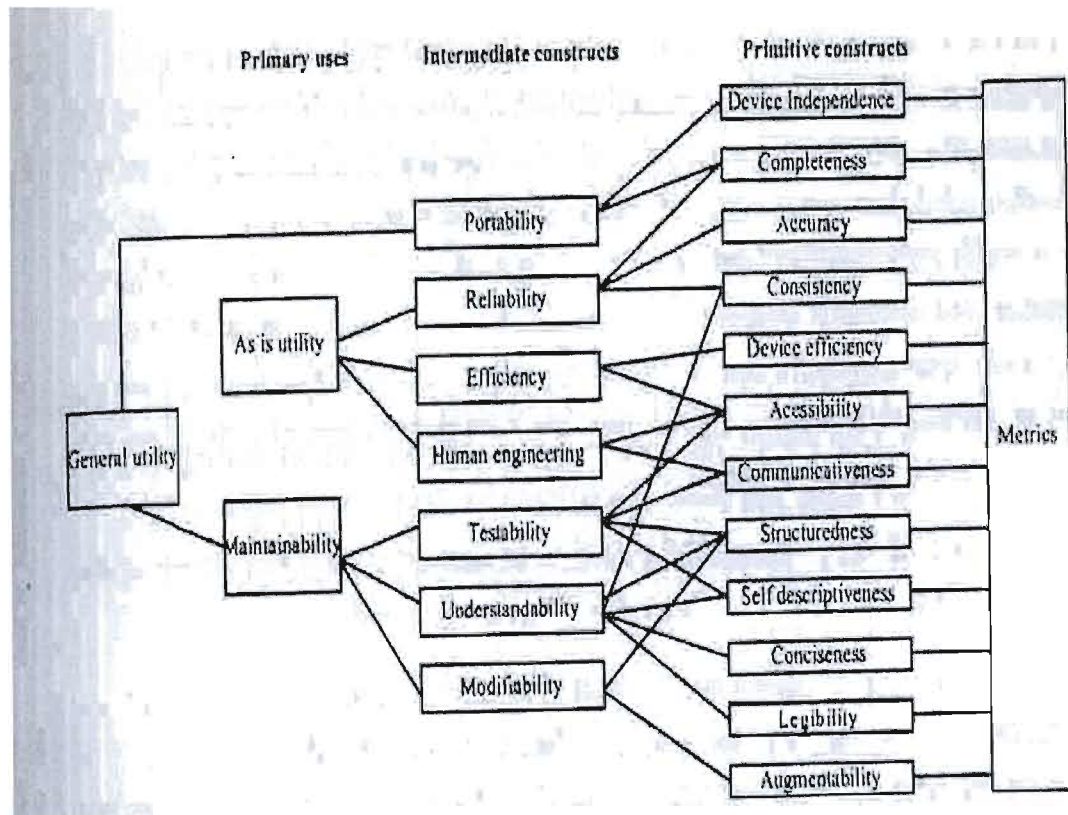 Primary uses
Intermediate constructs
Primitive constructs
Device Independence
Completeness
Portability
Accuracy
Reliability
Consistency
As is utility
Device efficiency
Efficiency
Acessibility
General utility
Human engineering
Communicativeness
Metrics
Testability
Structuredness
Maintainability
Understandability
Self descriptiveness
Conciseness
Modifiability
Legibility
Augmentability